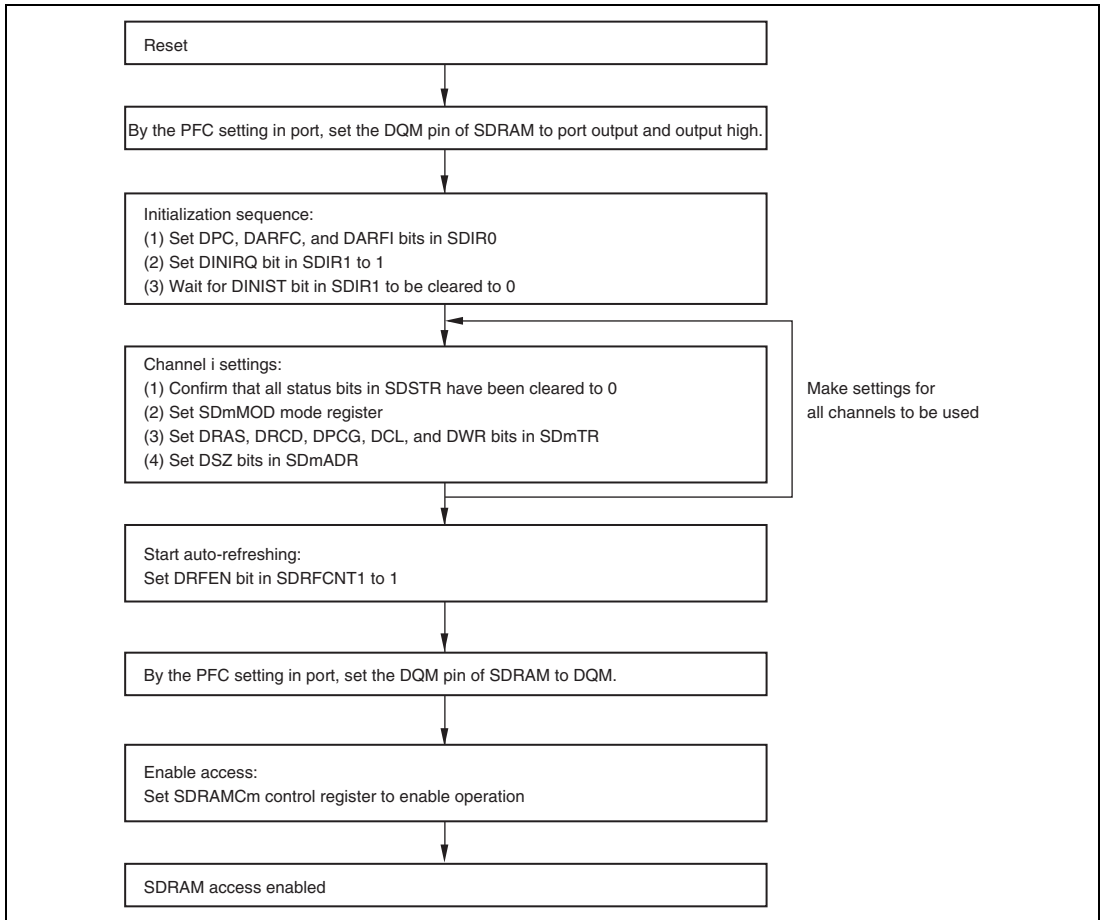 Reset
By the PFC setting in port, set the DQM pin of SDRAM to port output and output high.
Initialization sequence:
(1) Set DPC, DARFC, and DARFI bits in SDIR0
(2) Set DINIRQ bit in SDIR1 to 1
(3) Wait for DINIST bit in SDIR1 to be cleared to 0
Channel i settings:
(1) Confirm that all status bits in SDSTR have been cleared to 0
(2) Set SDmMOD mode register
(3) Set DRAS, DRCD, DPCG, DCL, and DWR bits in SDmTR
(4) Set DSZ bits in SDmADR
Make settings for
all channels to be used
Start auto-refreshing:
Set DRFEN bit in SDRFCNT1 to 1
By the PFC setting in port, set the DQM pin of SDRAM to DQM.
Enable access:
Set SDRAMCm control register to enable operation
SDRAM access enabled